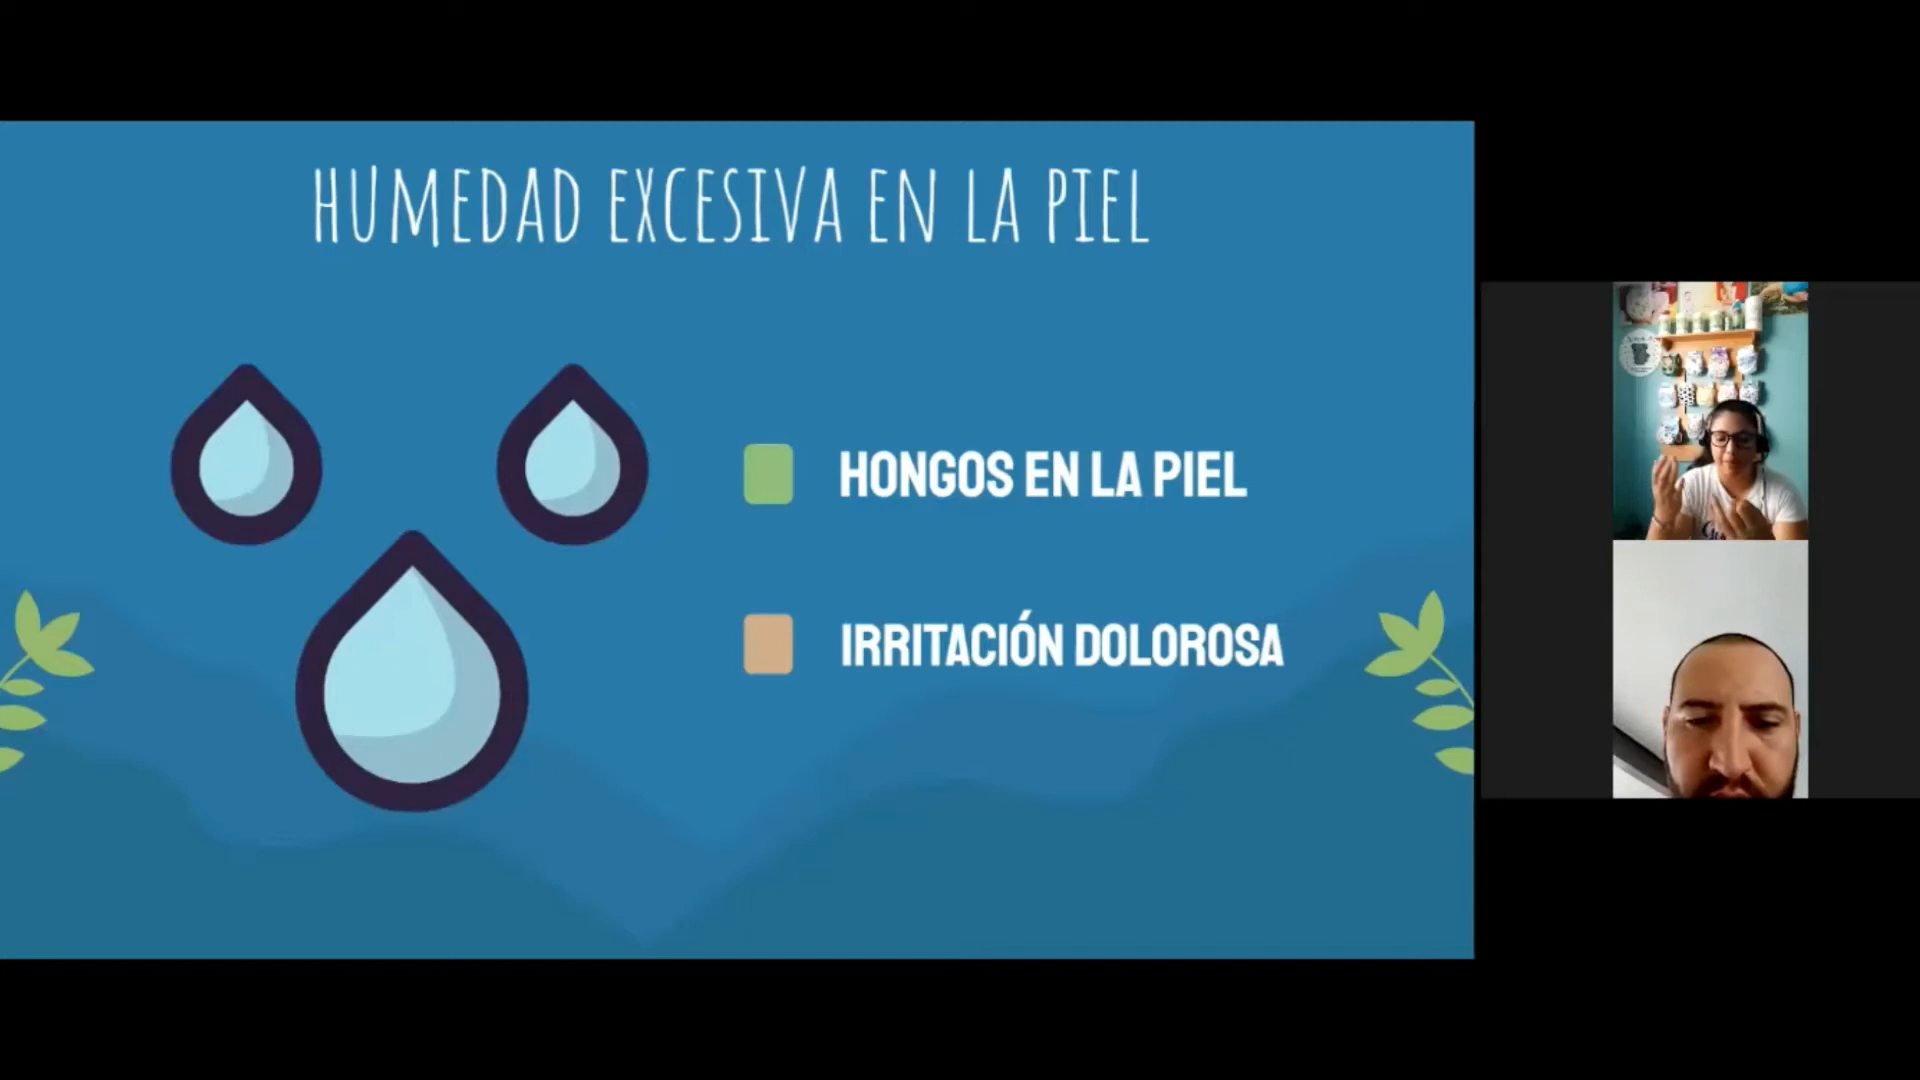 HUMEDAD EXCESIVA EN LA PIEL
HONGOS EN LA PIEL
IRRITACIÓN DOLOROSA